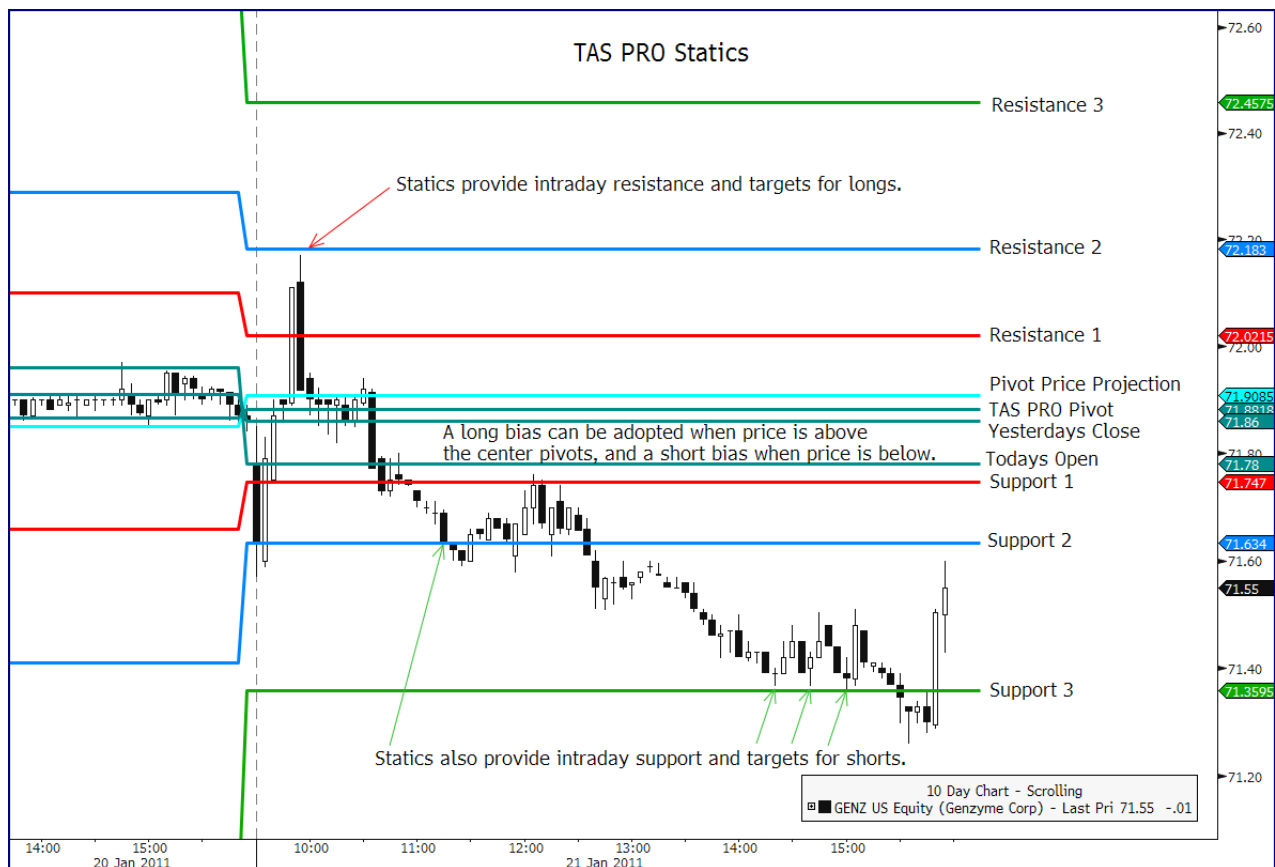 TAS PRO Statics
72.60
Resistance 3
72.4575
72.40
Statics provide intraday resistance and targets for longs.
72.20
Resistance 2
72.183
Resistance 1
72.0215
72.00
Pivot Price Projection
71.9085
TAS PRO Pivot
71.8818
Yesterdays Close
71.86
A long bias can be adopted when price is above
the center pivots, and a short bias when price is below.
71.80
Todays Open
71.78
Support 1
71.747
Support 2
71.634
71.60
71.55
71.40
Support 3
71.3595
Statics also provide intraday support and targets for shorts.
71.20
10 Day Chart - Scrolling
GENZ US Equity (Genzyme Corp) - Last Pri 71.55 -.01
14:00 15:00 10:00 11:00 12:00 13:00 14:00 15:00
20 Jan 2011 21 Jan 2011